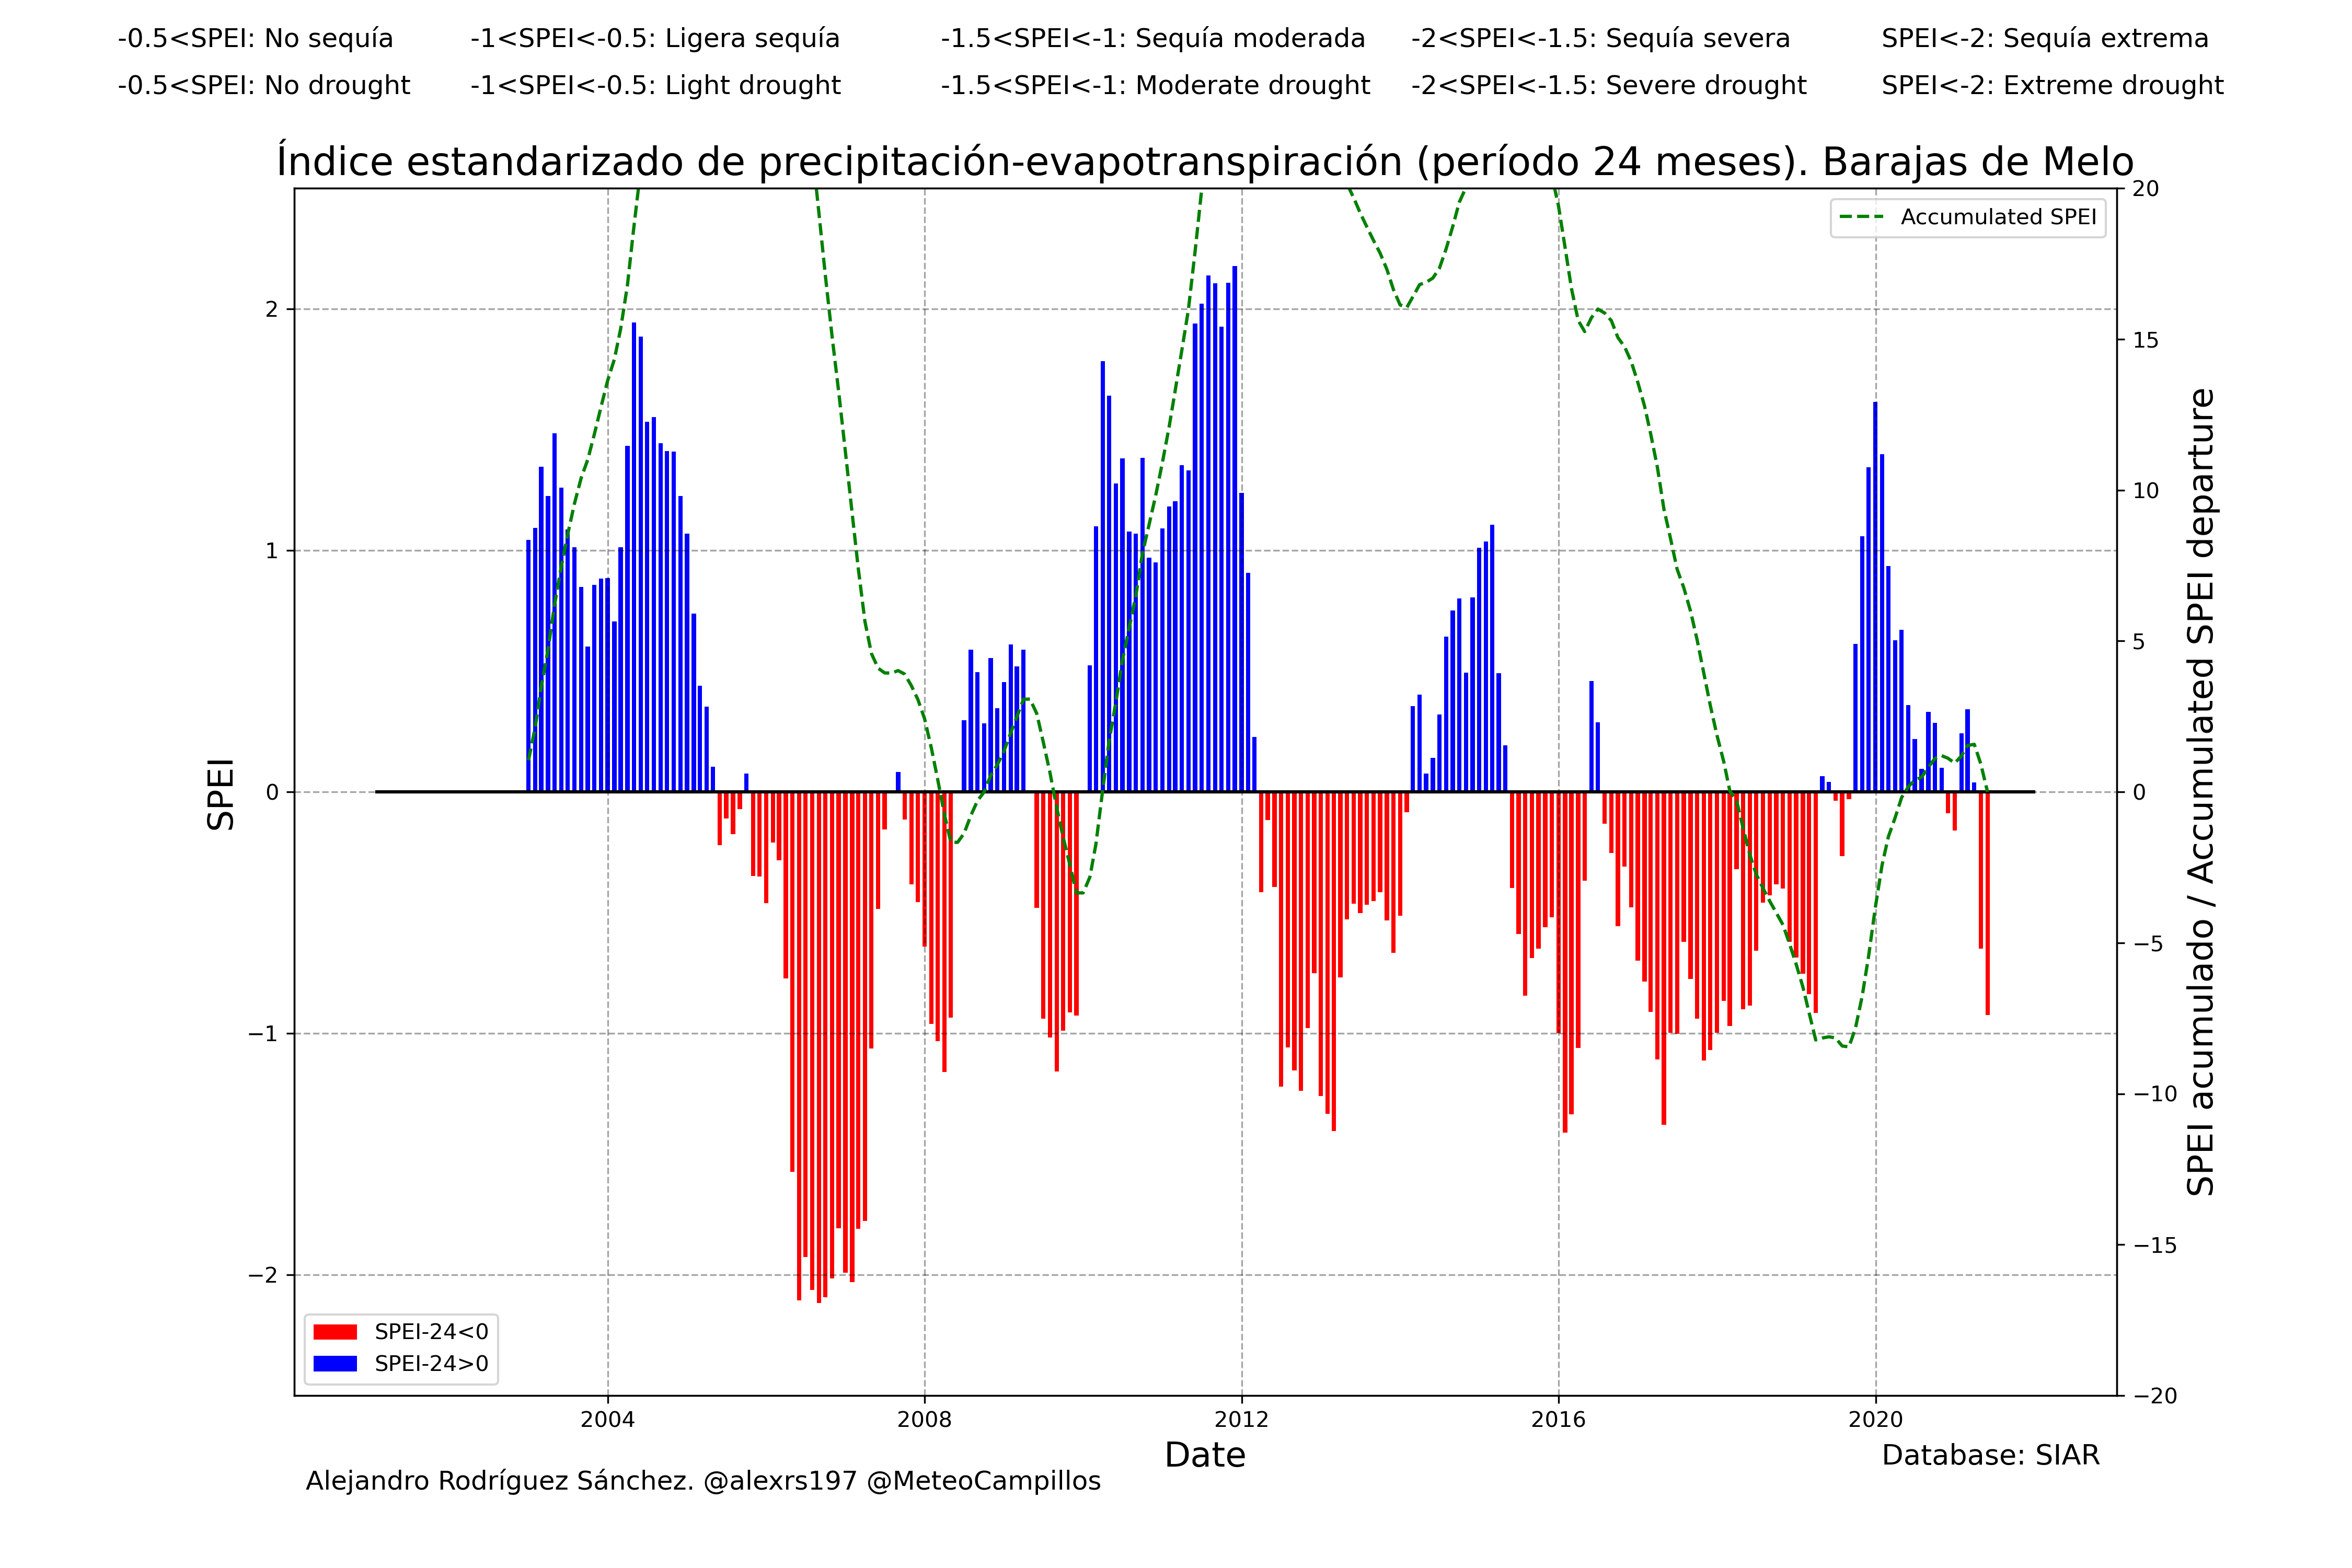 -0.5<SPEI: No sequía -1<SPEI<-0.5: Ligera sequía -1.5<SPEI<-1: Sequía moderada -2<SPEI<-1.5: Sequía severa SPEI<-2: Sequía extrema
-0.5<SPEI: No drought -1<SPEI<-0.5: Light drought -1.5<SPEI<-1: Moderate drought -2<SPEI<-1.5: Severe drought SPEI<-2: Extreme drought
Índice estandarizado de precipitación-evapotranspiración (período 24 meses). Barajas de Melo
Accumulated SPEI
SPEI
2
1
0
−1
−2
20
15
10
5
0
−5
−10
−15
−20
SPEI acumulado / Accumulated SPEI departure
SPEI-24<0
SPEI-24>0
2004 2008 2012 2016 2020
Date
Database: SIAR
Alejandro Rodríguez Sánchez. @alexrs197 @MeteoCampillos